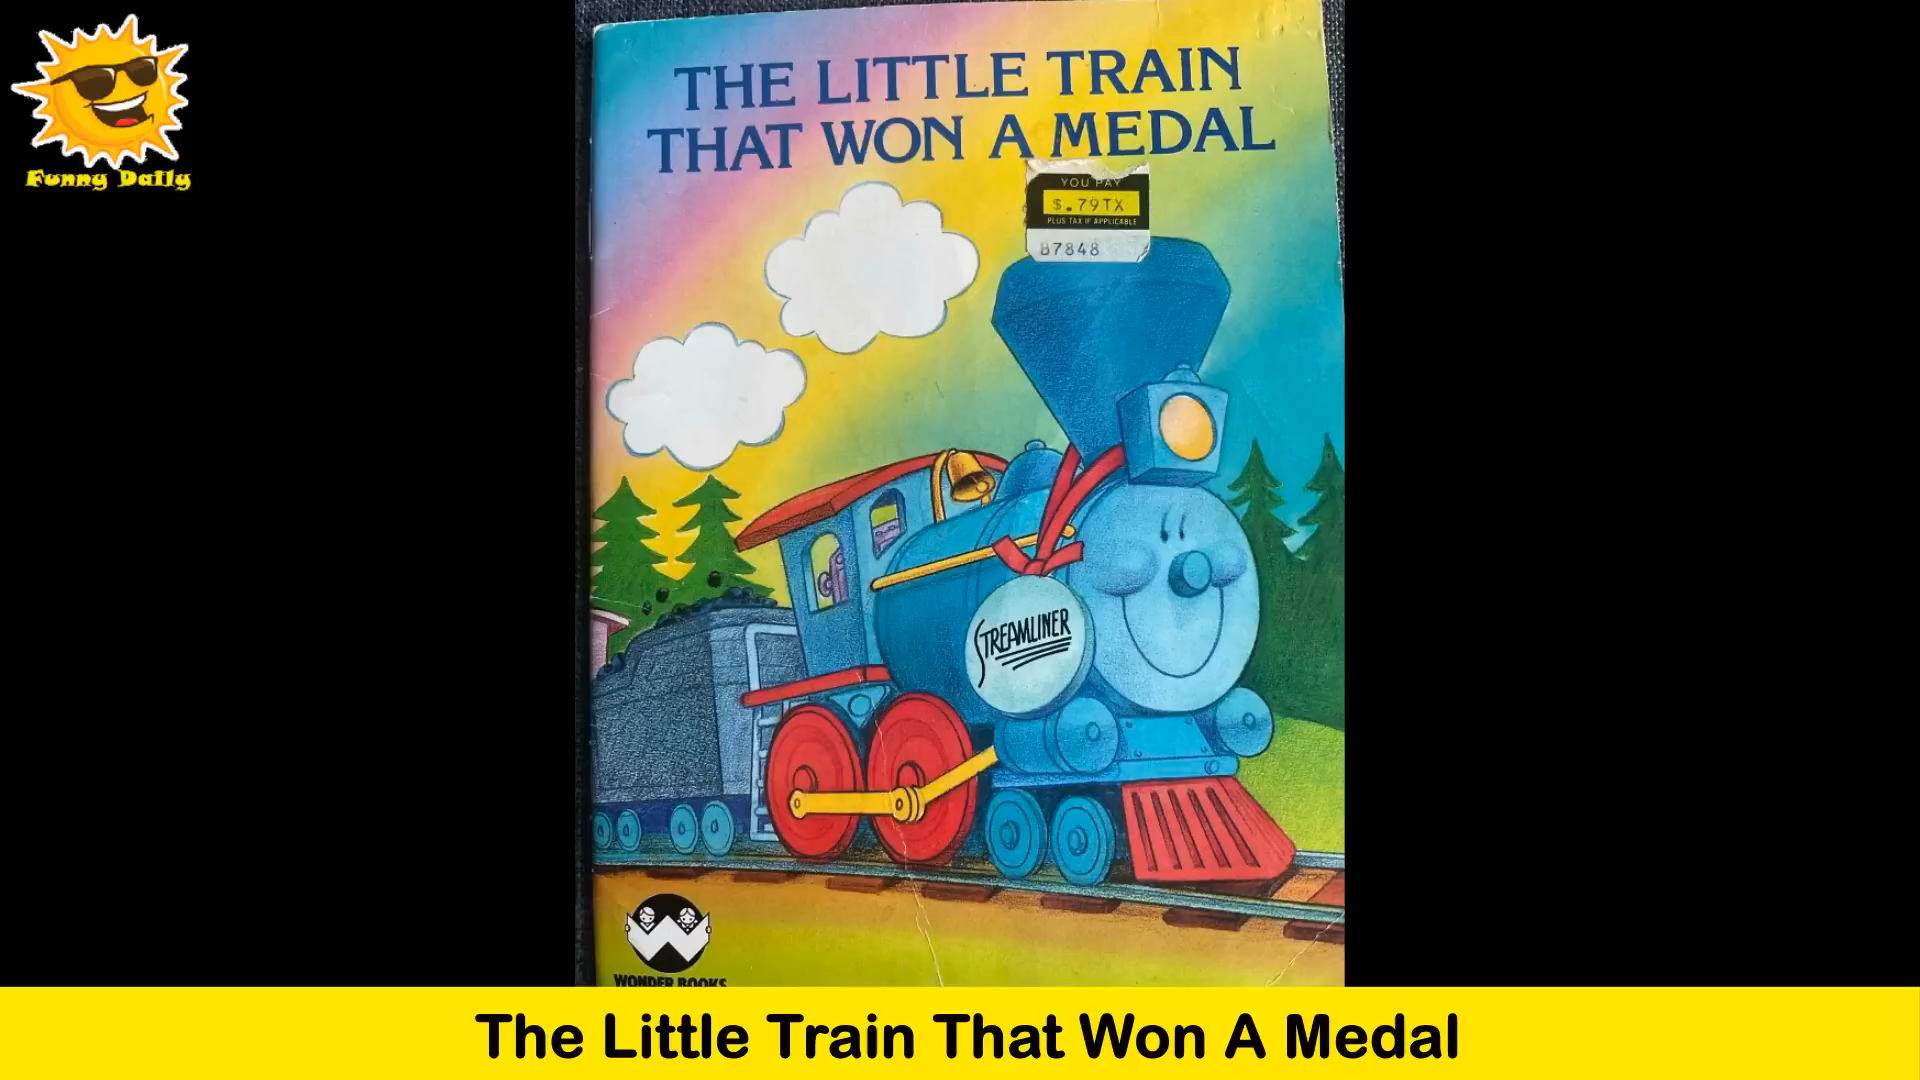 Funny Daily
THE LITTLE TRAIN
THAT WON A MEDAL
YOU PAY
$.79TX
PLUS TAX IF APPLICABLE
B7848
STREAMLINER
W
WONDER BOOKS
The Little Train That Won A Medal